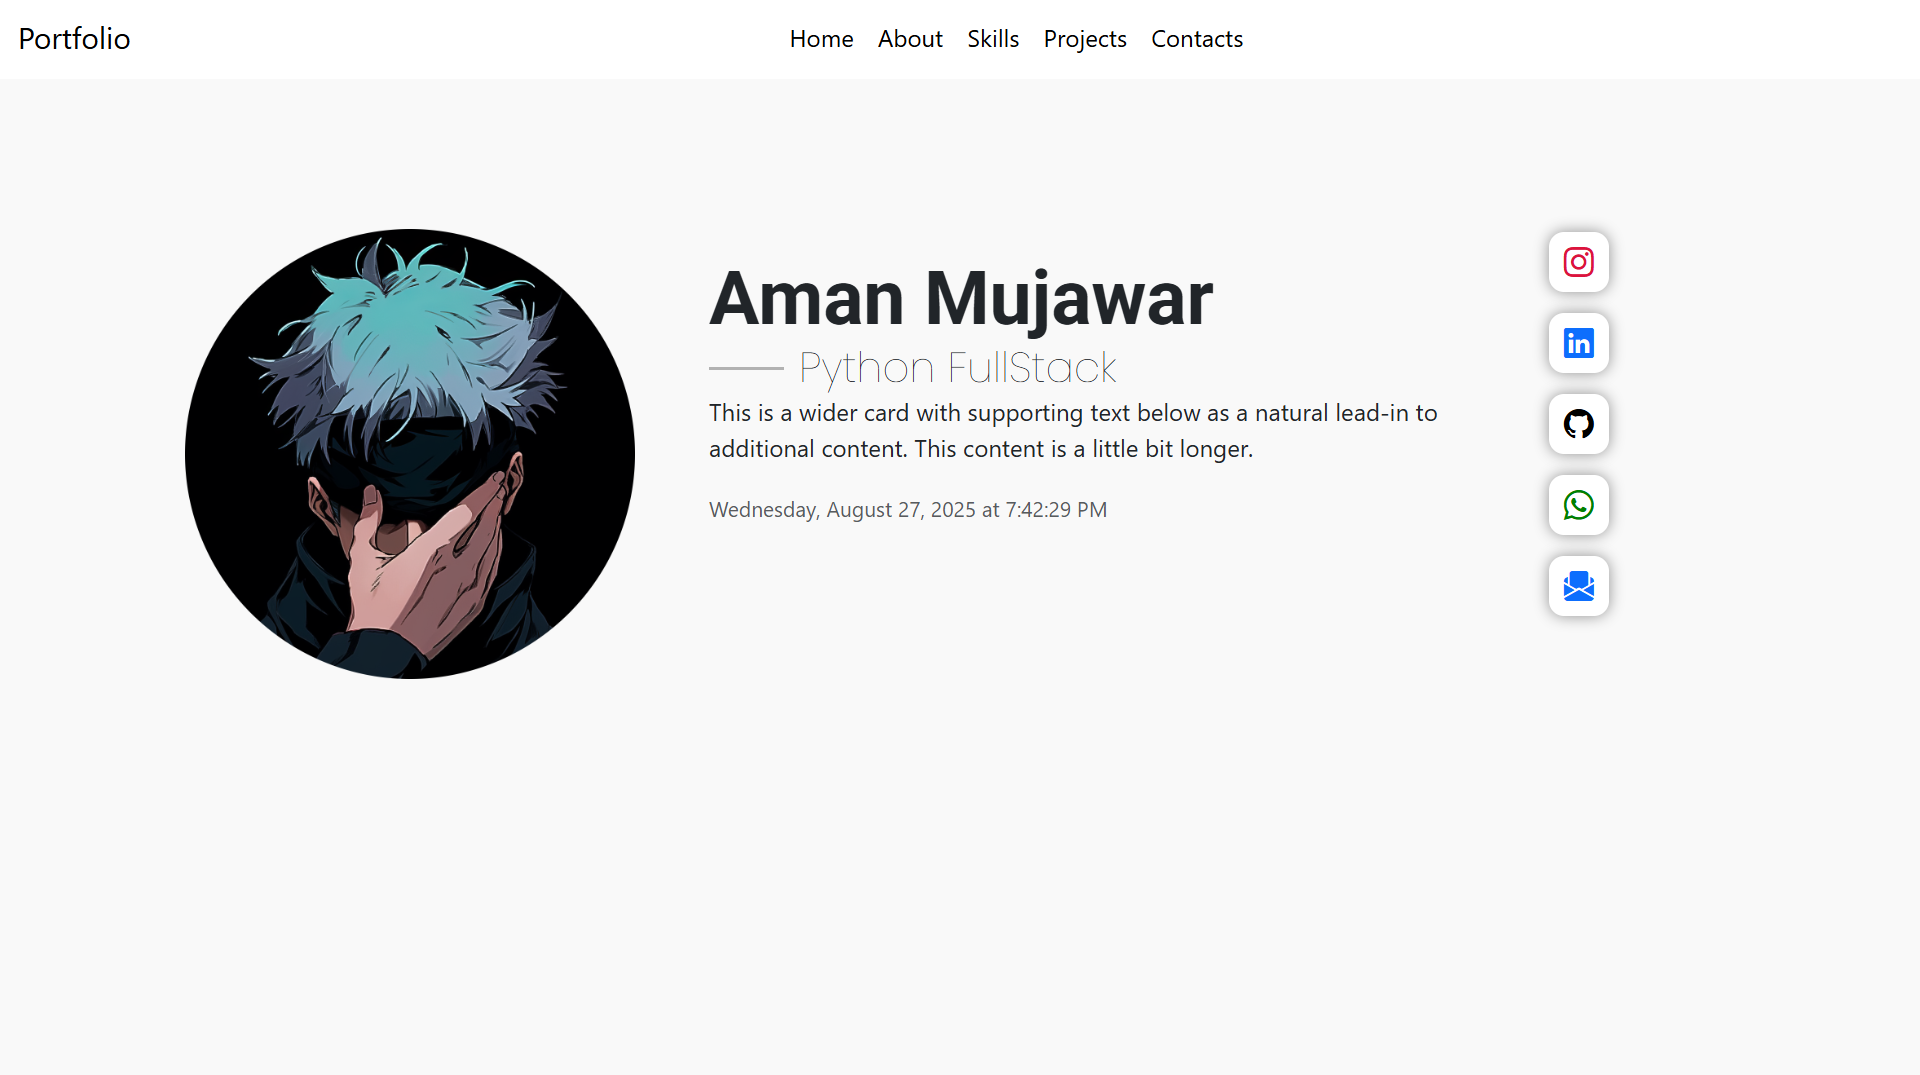 Portfolio
Home About Skills Projects Contacts
Aman Mujawar
Python FullStack
This is a wider card with supporting text below as a natural lead-in to
additional content. This content is a little bit longer.
Wednesday, August 27, 2025 at 7:42:29 PM
in